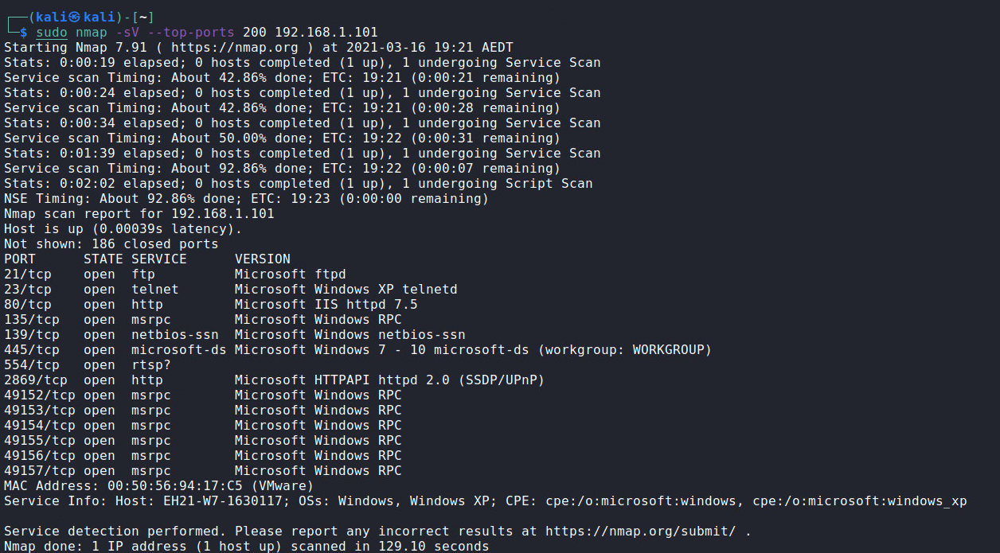 ┌──(kali㉿kali)-[~]
└─$ sudo nmap -sV --top-ports 200 192.168.1.101
Starting Nmap 7.91 ( https://nmap.org ) at 2021-03-16 19:21 AEDT
Stats: 0:00:19 elapsed; 0 hosts completed (1 up), 1 undergoing Service Scan
Service scan Timing: About 42.86% done; ETC: 19:21 (0:00:21 remaining)
Stats: 0:00:24 elapsed; 0 hosts completed (1 up), 1 undergoing Service Scan
Service scan Timing: About 42.86% done; ETC: 19:21 (0:00:28 remaining)
Stats: 0:00:34 elapsed; 0 hosts completed (1 up), 1 undergoing Service Scan
Service scan Timing: About 50.00% done; ETC: 19:22 (0:00:31 remaining)
Stats: 0:01:39 elapsed; 0 hosts completed (1 up), 1 undergoing Service Scan
Service scan Timing: About 92.86% done; ETC: 19:22 (0:00:07 remaining)
Stats: 0:02:02 elapsed; 0 hosts completed (1 up), 1 undergoing Script Scan
NSE Timing: About 92.86% done; ETC: 19:23 (0:00:00 remaining)
Nmap scan report for 192.168.1.101
Host is up (0.00039s latency).
Not shown: 186 closed ports
PORT      STATE SERVICE      VERSION
21/tcp    open  ftp          Microsoft ftpd
23/tcp    open  telnet       Microsoft Windows XP telnetd
80/tcp    open  http         Microsoft IIS httpd 7.5
135/tcp   open  msrpc        Microsoft Windows RPC
139/tcp   open  netbios-ssn  Microsoft Windows netbios-ssn
445/tcp   open  microsoft-ds Microsoft Windows 7 - 10 microsoft-ds (workgroup: WORKGROUP)
554/tcp   open  rtsp?
2869/tcp  open  http         Microsoft HTTPAPI httpd 2.0 (SSDP/UPnP)
49152/tcp open  msrpc        Microsoft Windows RPC
49153/tcp open  msrpc        Microsoft Windows RPC
49154/tcp open  msrpc        Microsoft Windows RPC
49155/tcp open  msrpc        Microsoft Windows RPC
49156/tcp open  msrpc        Microsoft Windows RPC
49157/tcp open  msrpc        Microsoft Windows RPC
MAC Address: 00:50:56:94:17:C5 (VMware)
Service Info: Host: EH21-W7-1630117; OSs: Windows, Windows XP; CPE: cpe:/o:microsoft:windows, cpe:/o:microsoft:windows_xp

Service detection performed. Please report any incorrect results at https://nmap.org/submit/ .
Nmap done: 1 IP address (1 host up) scanned in 129.10 seconds